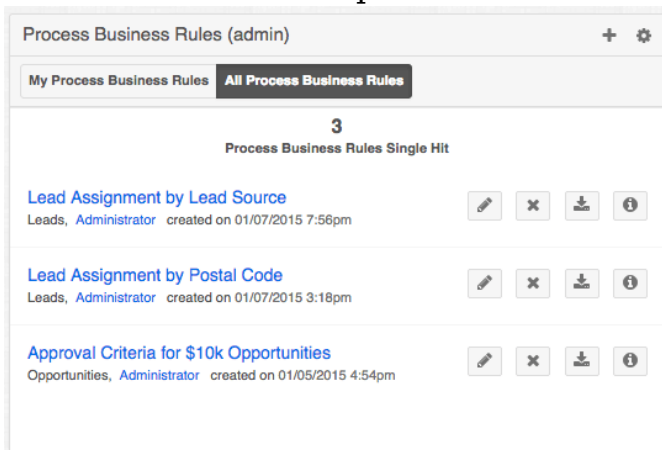 Process Business Rules (admin)
My Process Business Rules All Process Business Rules
3
Process Business Rules Single Hit
Lead Assignment by Lead Source
Leads, Administrator created on 01/07/2015 7:56pm
Lead Assignment by Postal Code
Leads, Administrator created on 01/07/2015 3:18pm
Approval Criteria for $10k Opportunities
Opportunities, Administrator created on 01/05/2015 4:54pm